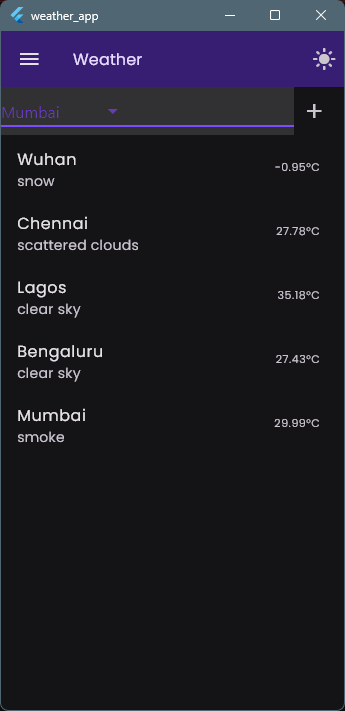 weather_app
Weather
Mumbai
+
Wuhan
-0.95°C
snow
Chennai
27.78°C
scattered clouds
Lagos
35.18°C
clear sky
Bengaluru
27.43°C
clear sky
Mumbai
29.99°C
smoke